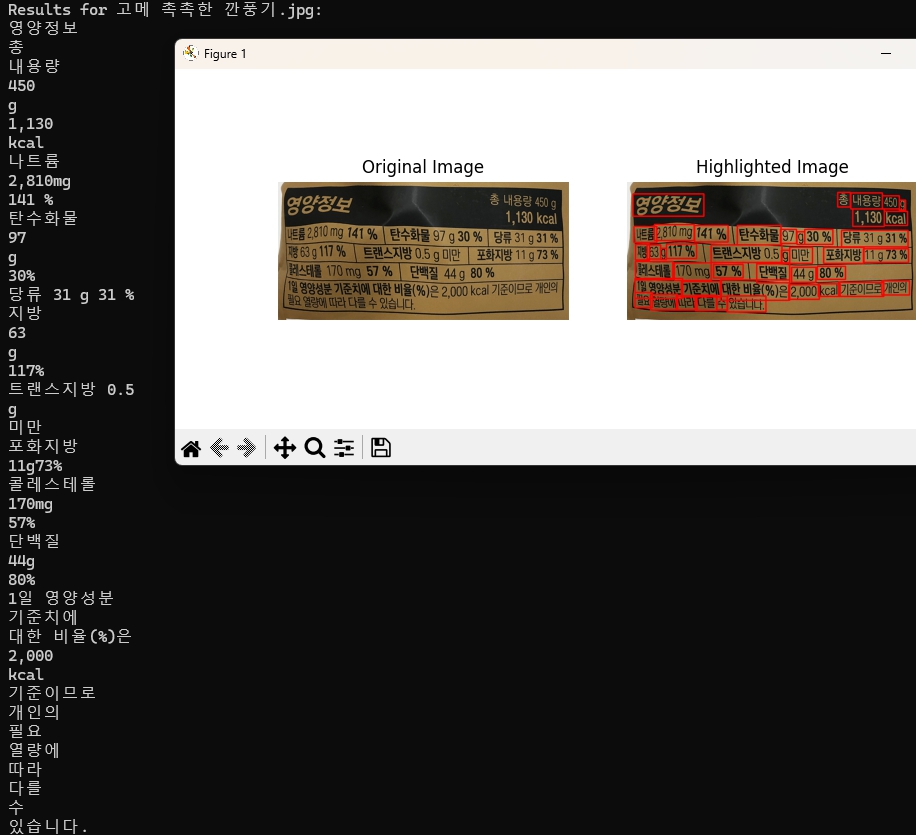 Results for 고메 촉촉한 깐풍기.jpg:
영양정보
총
내용량
450
g
1,130
kcal
나트륨
2,810mg
141 %
탄수화물
97
g
30%
당류 31 g 31 %
지방
63
g
117%
트랜스지방 0.5
g
미만
포화지방
11g73%
콜레스테롤
170mg
57%
단백질
44g
80%
1일 영양성분
기준치에
대한 비율(%)은
2,000
kcal
기준이므로
개인의
필요
열량에
따라
다를
수
있습니다.
Figure 1
Original Image
영양정보 총 내용량 450 g
1,130 kcal
나트륨 2,810 mg 141 % 탄수화물 97 g 30 % 당류 31 g 31 %
지방 63 g 117 % 트랜스지방 0.5 g 미만 포화지방 11 g 73 %
콜레스테롤 170 mg 57 % 단백질 44 g 80 %
1일 영양성분 기준치에 대한 비율(%)은 2,000 kcal 기준이므로 개인의
필요 열량에 따라 다를 수 있습니다.
Highlighted Image
영양정보 총 내용량 450 g
1,130 kcal
나트륨 2,810 mg 141 % 탄수화물 97 g 30 % 당류 31 g 31 %
지방 63 g 117 % 트랜스지방 0.5 g 미만 포화지방 11 g 73 %
콜레스테롤 170 mg 57 % 단백질 44 g 80 %
1일 영양성분 기준치에 대한 비율(%)은 2,000 kcal 기준이므로 개인의
필요 열량에 따라 다를 수 있습니다.